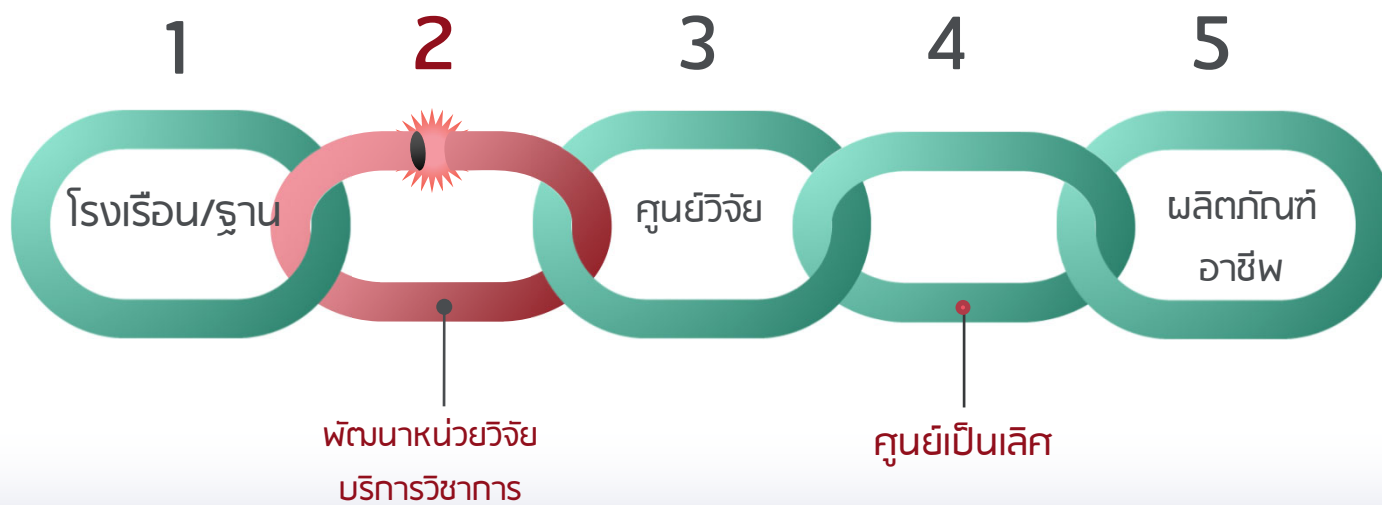 1
2
3
4
5
โรงเรือน/ฐาน
ศูนย์วิจัย
ผลิตภัณฑ์
อาชีพ
พัฒนาหน่วยวิจัย
บริการวิชาการ
ศูนย์เป็นเลิศ